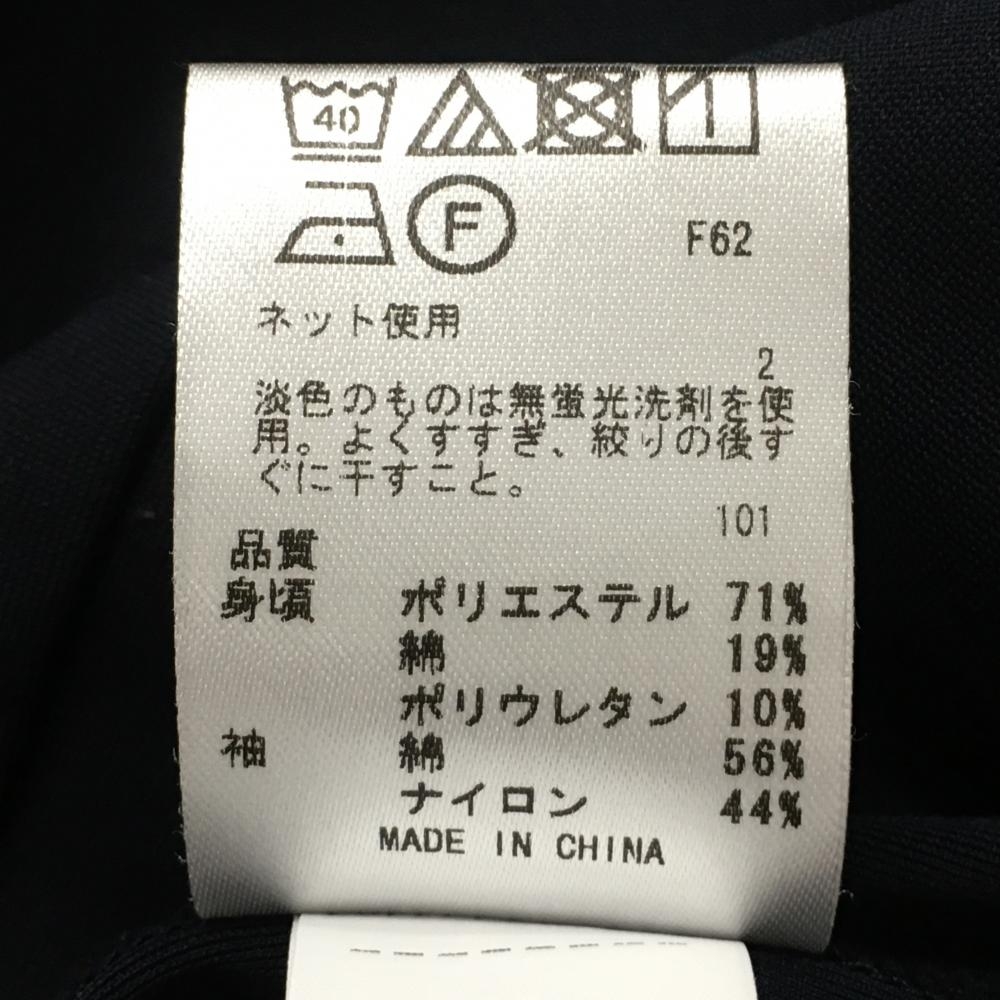 40
F
F62
ネット使用
2
淡色のものは無蛍光洗剤を使
用。よくすすぎ、絞りの後す
ぐに干すこと。
101
品質
身頃 ポリエステル 71%
綿 19%
ポリウレタン 10%
袖 綿 56%
ナイロン 44%
MADE IN CHINA